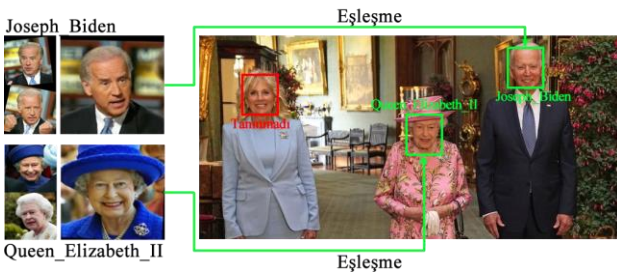 Joseph_Biden
Eşleşme
Queen_Elizabeth_II
Joseph_Biden
Tanınmadı
Queen_Elizabeth_II
Eşleşme